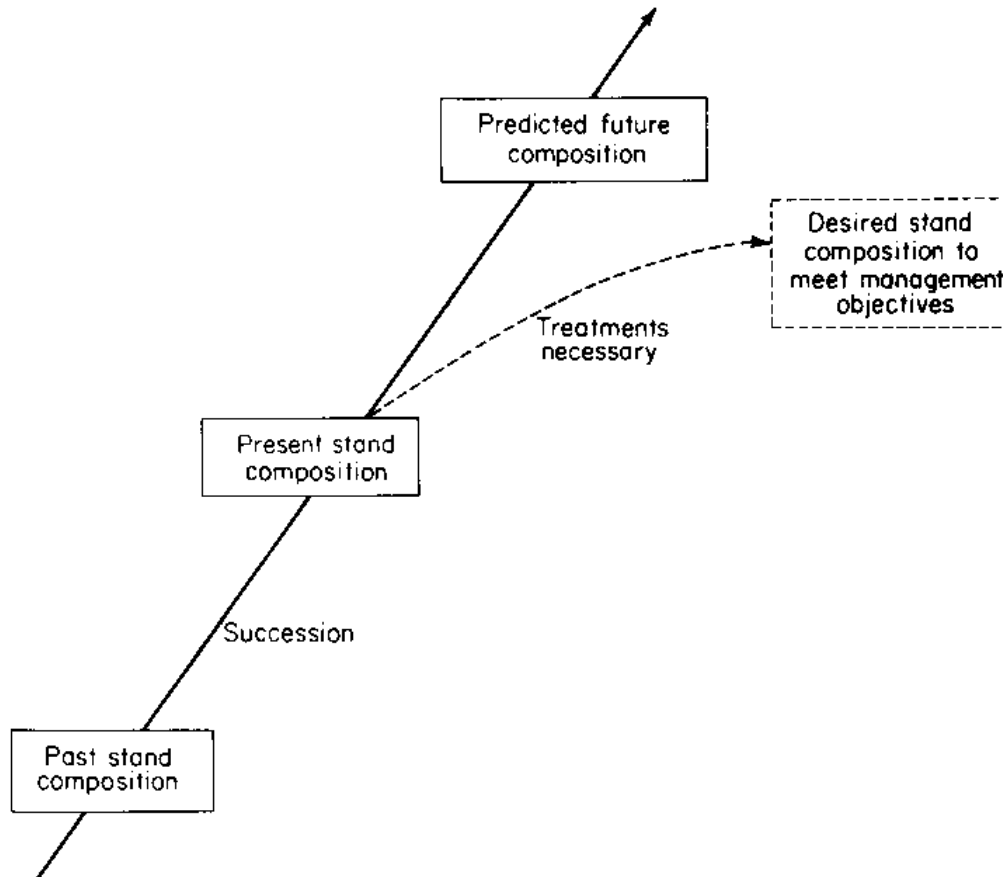 Predicted future
composition
Desired stand
composition to
meet management
objectives
Treatments
necessary
Present stand
composition
Succession
Past stand
composition